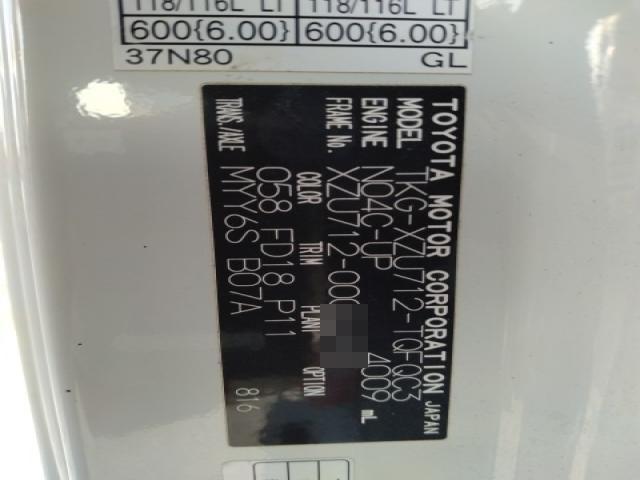 118/116L LT 118/116L LT
600{6.00} 600{6.00}
37N80 GL
TOYOTA MOTOR CORPORATION JAPAN
MODEL TKG-XZU712-TQFQC3
ENGINE N04C-UP 4009 mL
FRAME No. XZU712-000
COLOR TRIM PLANT OPTION
058 FD18 P11
TRANS./AXLE MYY6S B07A 816